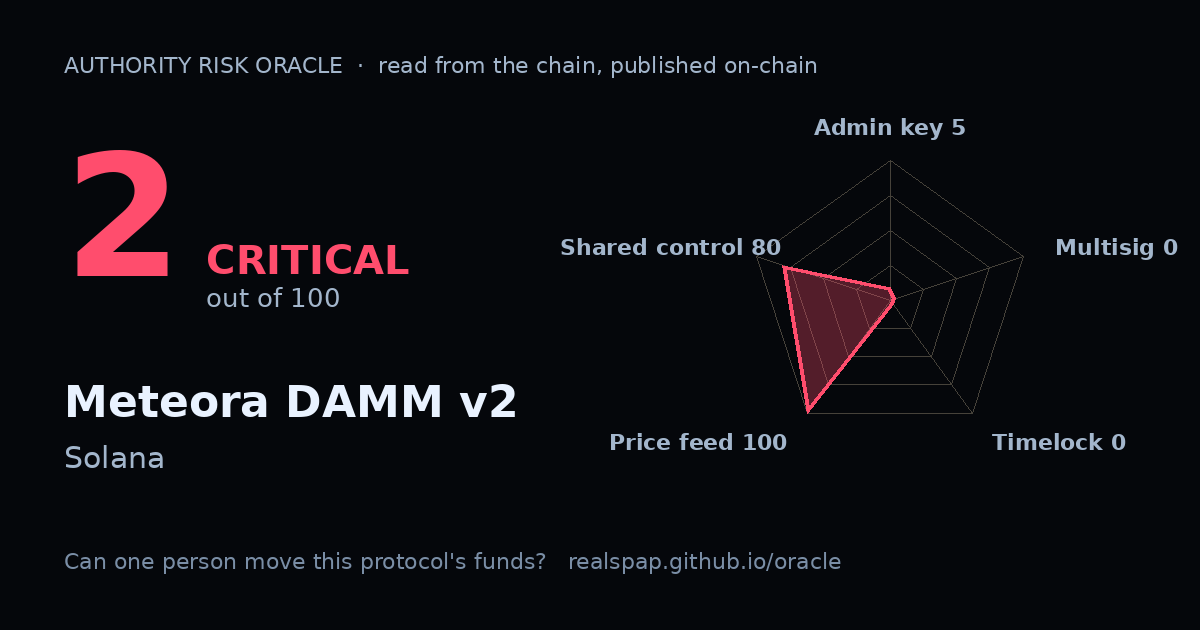 AUTHORITY RISK ORACLE · read from the chain, published on-chain
2
CRITICAL
out of 100
Meteora DAMM v2
Solana
Admin key 5
Shared control 80
Multisig 0
Price feed 100
Timelock 0
Can one person move this protocol's funds? realspap.github.io/oracle